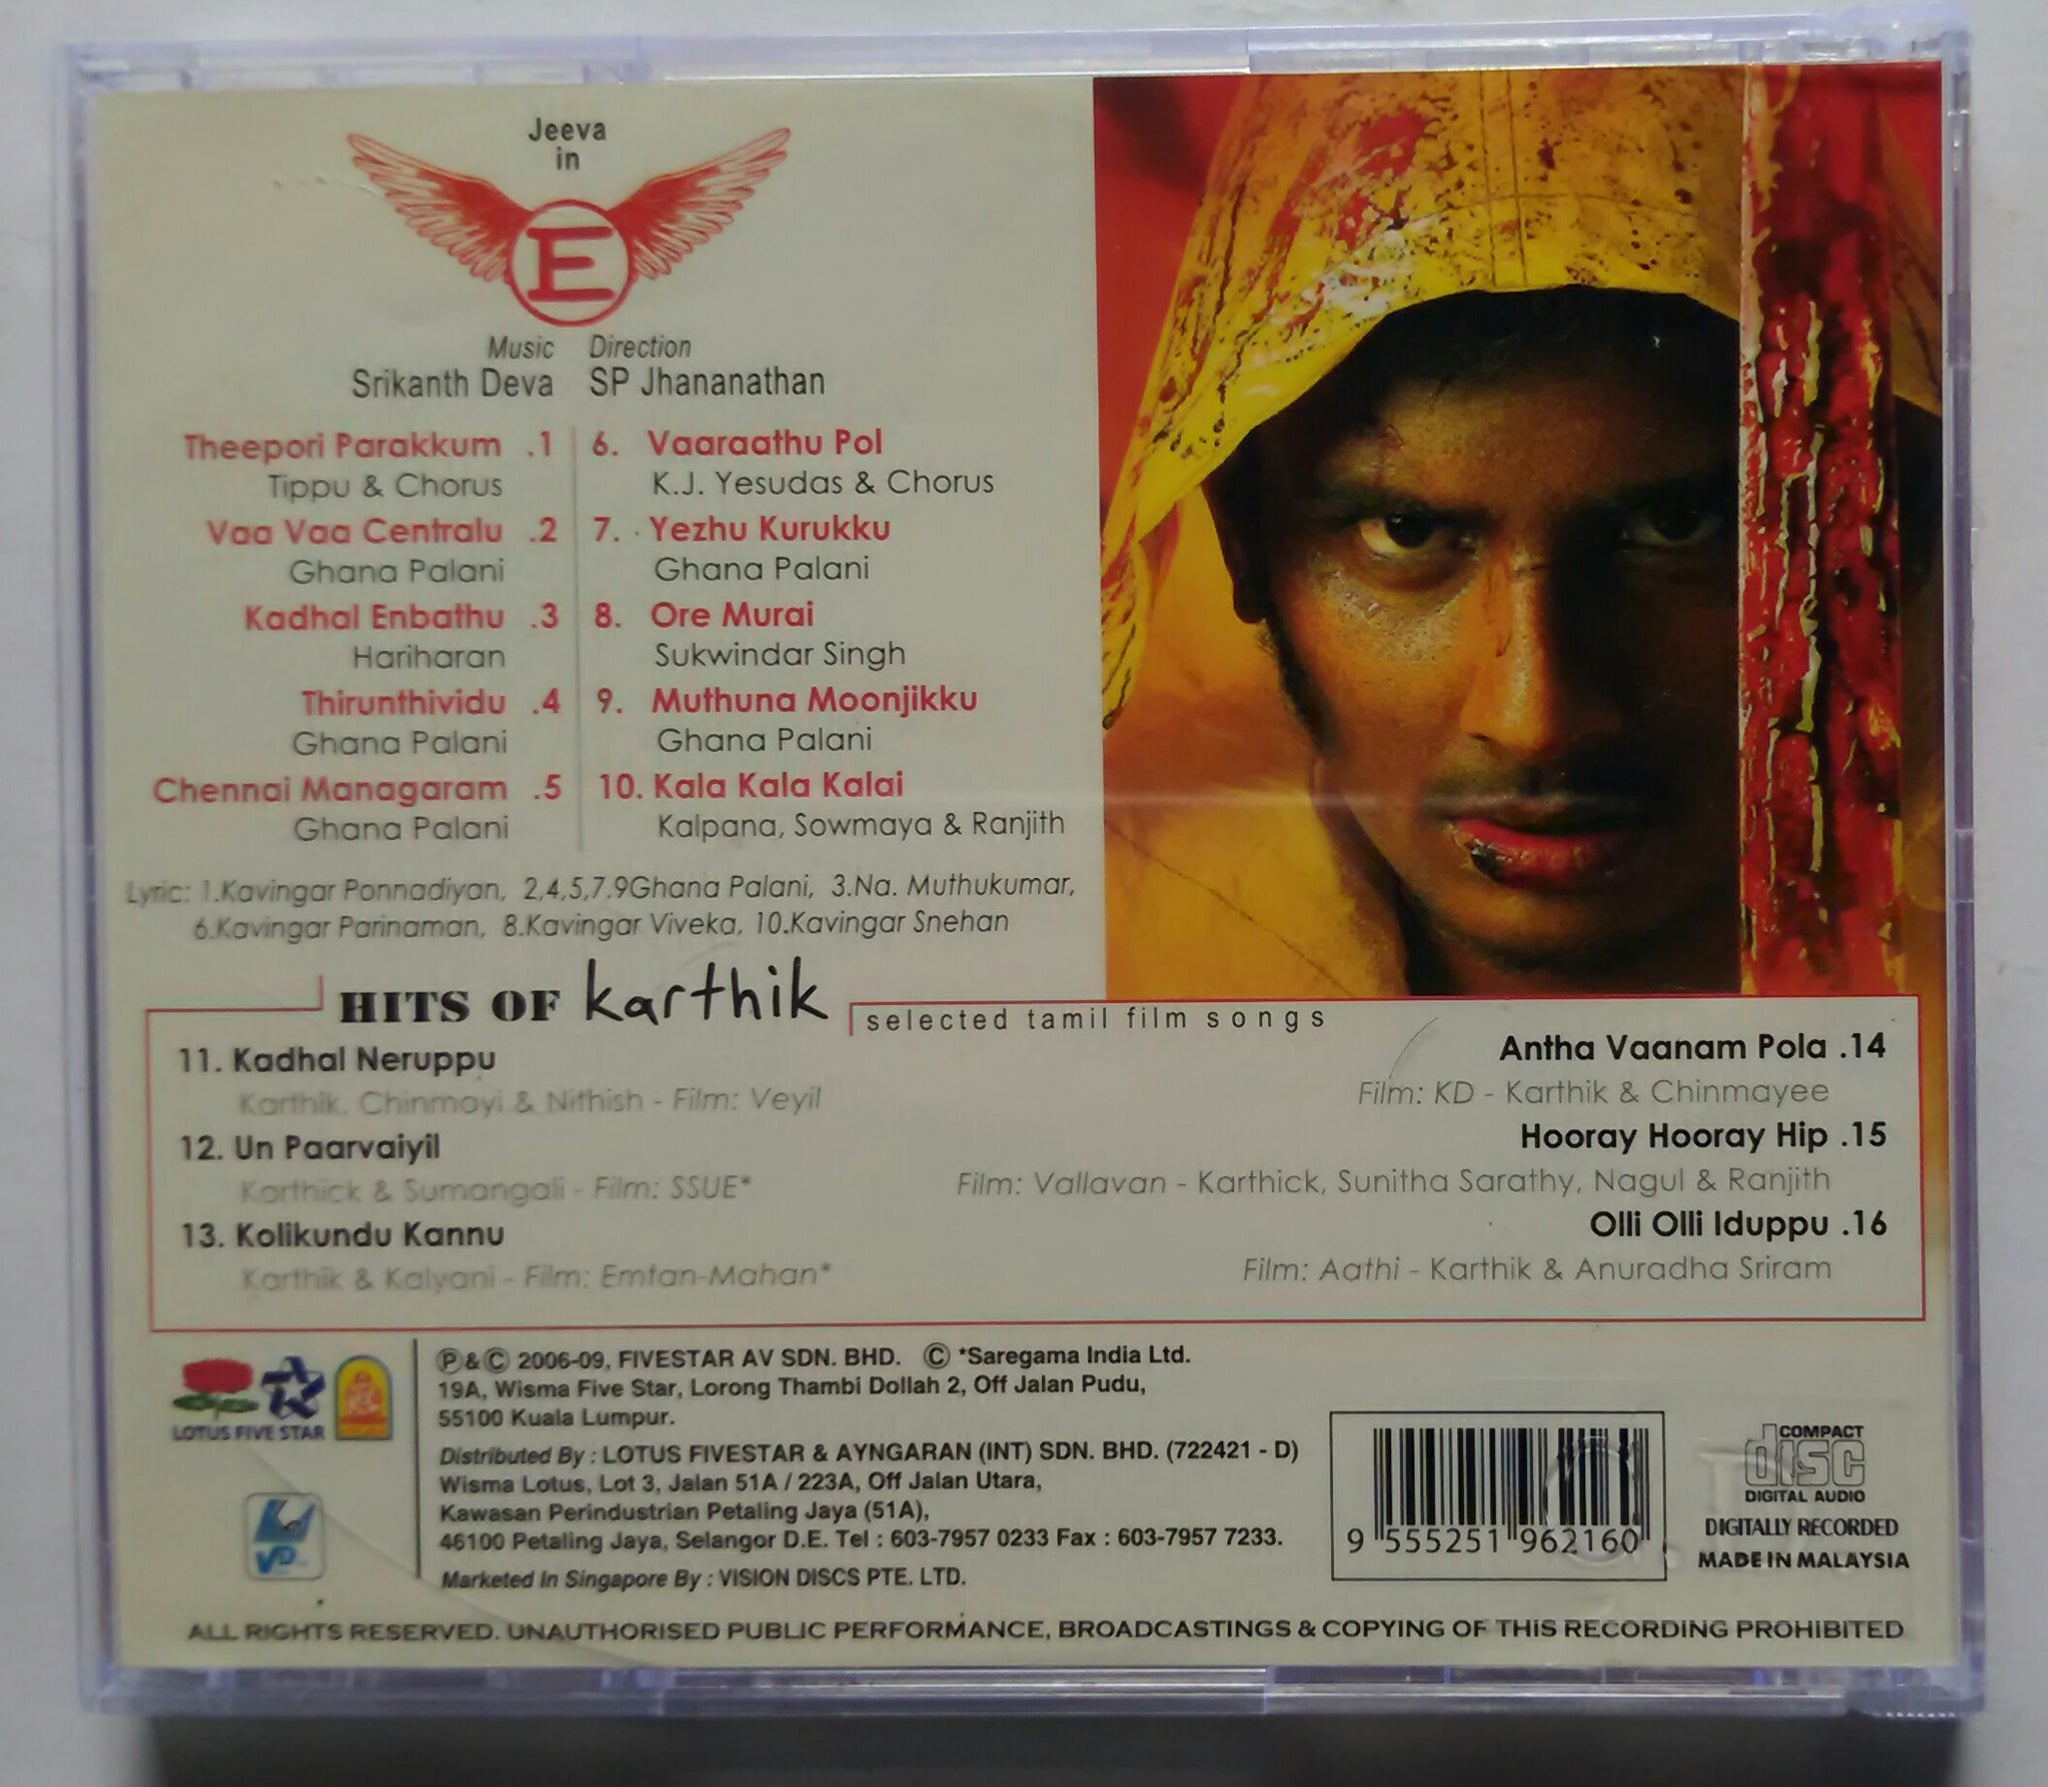 Jeeva
in
E
Music Direction
Srikanth Deva SP Jhananathan
Theepori Parakkum .1
Tippu & Chorus
Vaa Vaa Centralu .2
Ghana Palani
Kadhal Enbathu .3
Hariharan
Thirunthividu .4
Ghana Palani
Chennai Managaram .5
Ghana Palani
6. Vaaraathu Pol
K.J. Yesudas & Chorus
7. Yezhu Kurukku
Ghana Palani
8. Ore Murai
Sukwindar Singh
9. Muthuna Moonjikku
Ghana Palani
10. Kala Kala Kalai
Kalpana, Sowmaya & Ranjith
Lyric: 1.Kavingar Ponnadiyan, 2,4,5,7.9Ghana Palani, 3.Na. Muthukumar,
6.Kavingar Parinaman, 8.Kavingar Viveka, 10.Kavingar Snehan
HITS OF karthik
selected tamil film songs
11. Kadhal Neruppu
Karthik, Chinmayi & Nithish - Film: Veyil
12. Un Paarvaiyil
Karthick & Sumangali - Film: SSUE*
13. Kolikundu Kannu
Karthik & Kalyani - Film: Emtan-Mahan*
Antha Vaanam Pola .14
Film: KD - Karthik & Chinmayee
Hooray Hooray Hip .15
Film: Vallavan - Karthick, Sunitha Sarathy, Nagul & Ranjith
Olli Olli Iduppu .16
Film: Aathi - Karthik & Anuradha Sriram
LOTUS FIVE STAR
VD
Ⓟ & © 2006-09, FIVESTAR AV SDN. BHD. © *Saregama India Ltd.
19A, Wisma Five Star, Lorong Thambi Dollah 2, Off Jalan Pudu,
55100 Kuala Lumpur.
Distributed By : LOTUS FIVESTAR & AYNGARAN (INT) SDN. BHD. (722421 - D)
Wisma Lotus, Lot 3, Jalan 51A / 223A, Off Jalan Utara,
Kawasan Perindustrian Petaling Jaya (51A),
46100 Petaling Jaya, Selangor D.E. Tel : 603-7957 0233 Fax : 603-7957 7233.
Marketed In Singapore By : VISION DISCS PTE. LTD.
9 555251 962160
COMPACT
disc
DIGITAL AUDIO
DIGITALLY RECORDED
MADE IN MALAYSIA
ALL RIGHTS RESERVED. UNAUTHORISED PUBLIC PERFORMANCE, BROADCASTINGS & COPYING OF THIS RECORDING PROHIBITED